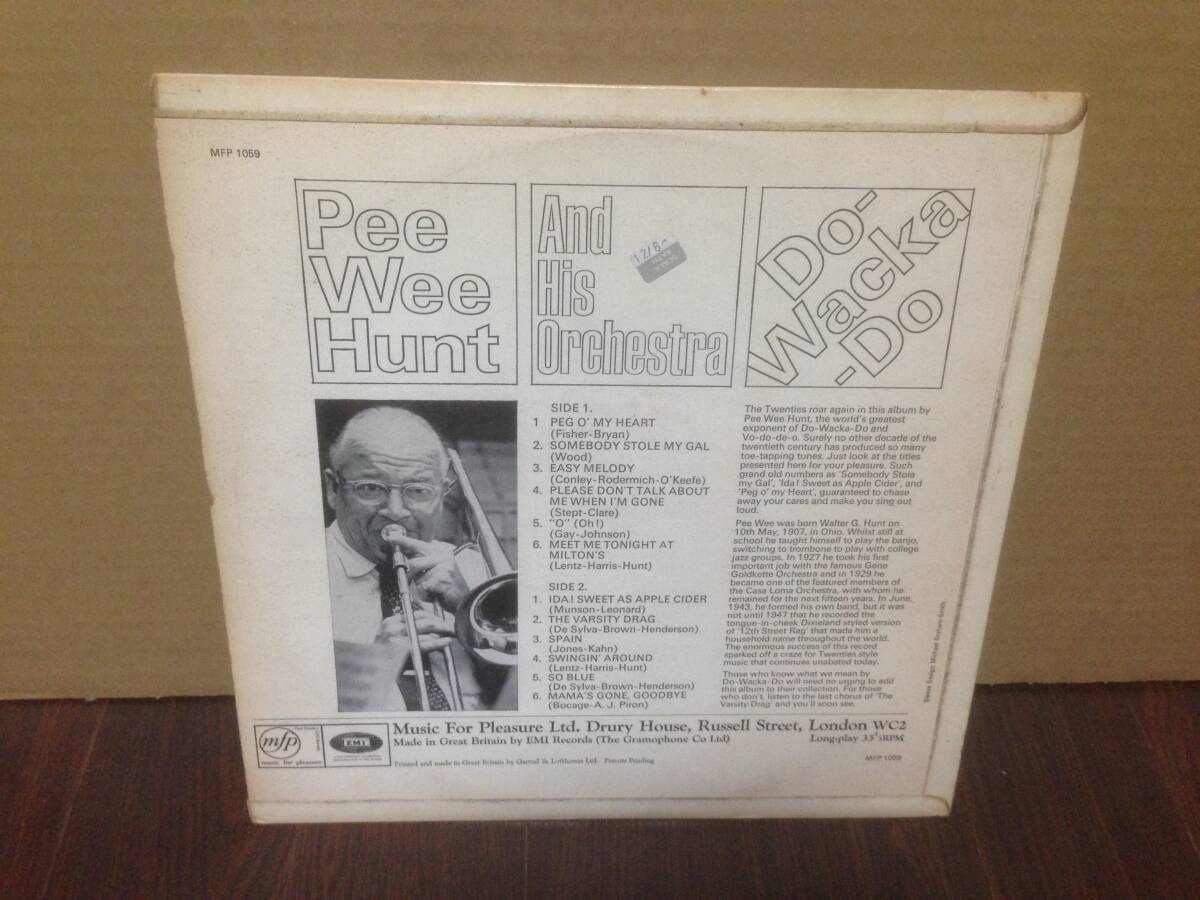 MFP 1059
Pee
Wee
Hunt
And
His
Orchestra
Do-
Wacka
-Do
12/6
SIDE 1.
1 PEG O' MY HEART
(Fisher-Bryan)
2. SOMEBODY STOLE MY GAL
(Wood)
3. EASY MELODY
(Conley-Rodermich-O'Keefe)
4. PLEASE DON'T TALK ABOUT
ME WHEN I'M GONE
(Stept-Clare)
5. "O" (Oh!)
(Gay-Johnson)
6. MEET ME TONIGHT AT
MILTON'S
(Lentz-Harris-Hunt)
SIDE 2.
1. IDA! SWEET AS APPLE CIDER
(Munson-Leonard)
2. THE VARSITY DRAG
(De Sylva-Brown-Henderson)
3. SPAIN
(Jones-Kahn)
4. SWINGIN' AROUND
(Lentz-Harris-Hunt)
5. SO BLUE
(De Sylva-Brown-Henderson)
6. MAMA'S GONE, GOODBYE
(Bocage-A. J. Piron)
The Twenties roar again in this album by
Pee Wee Hunt, the world's greatest
exponent of Do-Wacka-Do and
Vo-do-de-o. Surely no other decade of the
twentieth century has produced so many
toe-tapping tunes. Just look at the titles
presented here for your pleasure. Such
grand old numbers as 'Somebody Stole
my Gal', 'Ida! Sweet as Apple Cider', and
'Peg o' my Heart', guaranteed to chase
away your cares and make you sing out
loud.
Pee Wee was born Walter G. Hunt on
10th May, 1907, in Ohio. Whilst still at
school he taught himself to play the banjo,
switching to trombone to play with college
jazz groups. In 1927 he took his first
important job with the famous Gene
Goldkette Orchestra and in 1929 he
became one of the featured members of
the Casa Loma Orchestra, with whom he
remained for the next fifteen years. In June,
1943, he formed his own band, but it was
not until 1947 that he recorded the
tongue-in-cheek Dixieland styled version
of '12th Street Rag' that made him a
household name throughout the world.
The enormous success of this record
sparked off a craze for Twenties style
music that continues unabated today.
Those who know what we mean by
Do-Wacka-Do will need no urging to add
this album to their collection. For those
who don't, listen to the last chorus of 'The
Varsity Drag' and you'll soon see.
Sleeve Design Michael
mfp
music for pleasure
EMI
Music For Pleasure Ltd. Drury House, Russell Street, London WC2
Made in Great Britain by EMI Records (The Gramophone Co Ltd)
Long-play 33⅓RPM
Printed and made in Great Britain by Garrod & Lofthouse Ltd. Patents Pending
MFP 1059